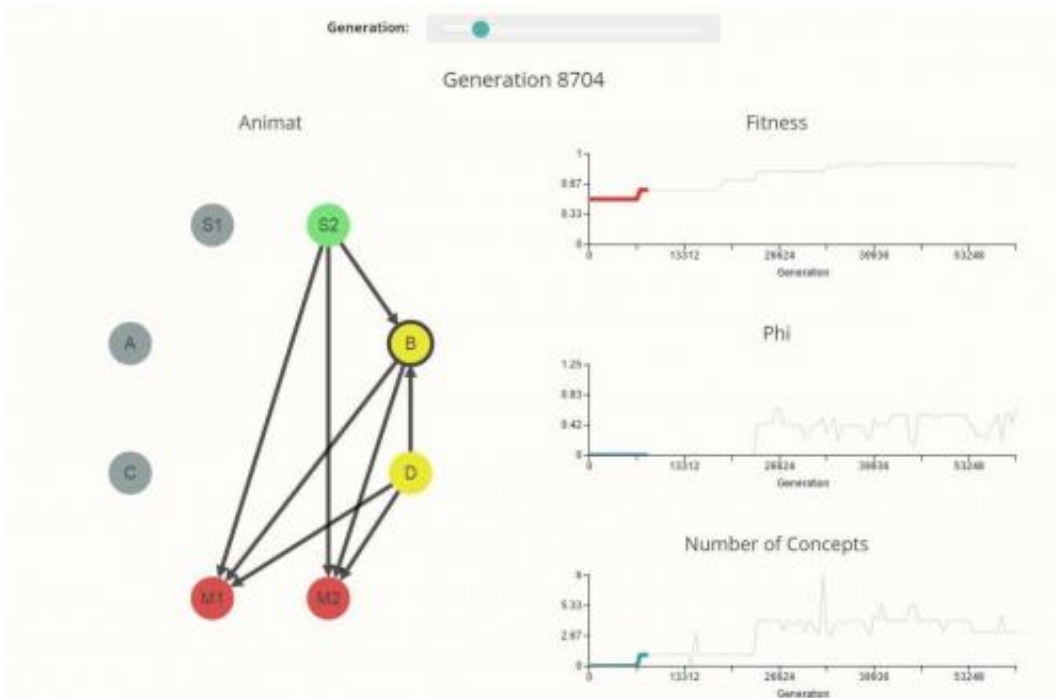 Generation:
Generation 8704
Animat
S1
S2
A
B
C
D
M1
M2
Fitness
1
0.67
0.33
0
0
13312
26624
39936
53248
Generation
Phi
1.25
0.83
0.42
0
0
13312
26624
39936
53248
Generation
Number of Concepts
8
5.33
2.67
0
0
13312
26624
39936
53248
Generation